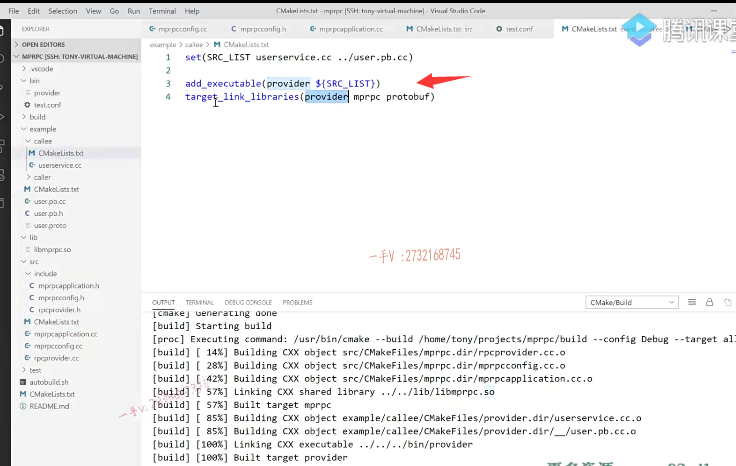 File Edit Selection View Go Run Terminal Help
CMakeLists.txt - mprpc [SSH: tony-virtual-machine] - Visual Studio Code
EXPLORER
mprpcconfig.cc
mprpcconfig.h
mprpcapplication.cc
CMakeLists.txt src
test.conf
CMakeLists.txt
腾讯课堂
OPEN EDITORS
MPRPC [SSH: TONY-VIRTUAL-MACHINE]
.vscode
bin
provider
test.conf
build
example
callee
CMakeLists.txt
userservice.cc
caller
CMakeLists.txt
user.pb.cc
user.pb.h
user.proto
lib
libmprpc.so
src
include
mprpcapplication.h
mprpcconfig.h
rpcprovider.h
CMakeLists.txt
mprpcapplication.cc
mprpcconfig.cc
rpcprovider.cc
test
autobuild.sh
CMakeLists.txt
README.md
example > callee > CMakeLists.txt
1 set(SRC_LIST userservice.cc ../user.pb.cc)
2
3 add_executable(provider ${SRC_LIST})
4 target_link_libraries(provider mprpc protobuf)
一手V :2732168745
OUTPUT TERMINAL DEBUG CONSOLE PROBLEMS
CMake/Build
[cmake] Generating done
[build] Starting build
[proc] Executing command: /usr/bin/cmake --build /home/tony/projects/mprpc/build --config Debug --target all
[build] [ 14%] Building CXX object src/CMakeFiles/mprpc.dir/rpcprovider.cc.o
[build] [ 28%] Building CXX object src/CMakeFiles/mprpc.dir/mprpcconfig.cc.o
[build] [ 42%] Building CXX object src/CMakeFiles/mprpc.dir/mprpcapplication.cc.o
[build] [ 57%] Linking CXX shared library ../../lib/libmprpc.so
[build] [ 57%] Built target mprpc
[build] [ 85%] Building CXX object example/callee/CMakeFiles/provider.dir/userservice.cc.o
[build] [ 85%] Building CXX object example/callee/CMakeFiles/provider.dir/__/user.pb.cc.o
[build] [100%] Linking CXX executable ../../../bin/provider
[build] [100%] Built target provider